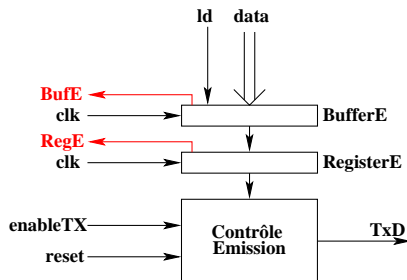 ld data
BufE
clk
BufferE
RegE
clk
RegisterE
enableTX
Contrôle
Emission
TxD
reset